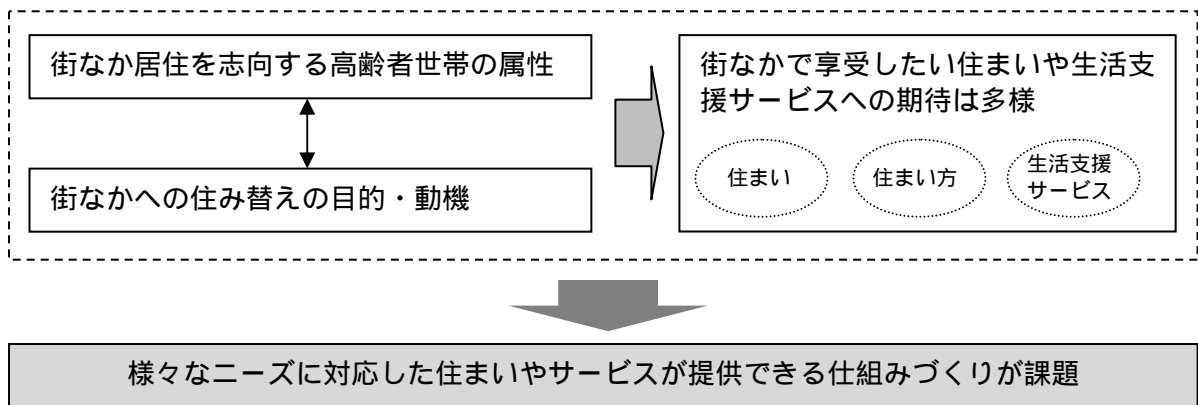 街なか居住を志向する高齢者世帯の属性
街なかへの住み替えの目的・動機
街なかで享受したい住まいや生活支
援サービスへの期待は多様
住まい
住まい方
生活支援
サービス
様々なニーズに対応した住まいやサービスが提供できる仕組みづくりが課題